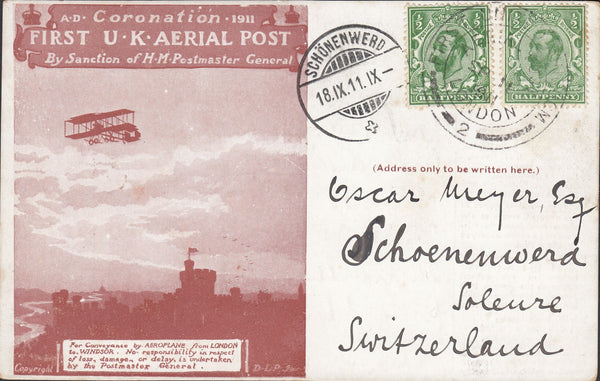 A·D· Coronation · 1911
FIRST U·K·AERIAL POST
By Sanction of H·M·Postmaster General
SCHÖNENWERD
18.IX.11.IX–
HALFPENNY
HALFPENNY
2
(Address only to be written here.)
Oscar Meyer, Esq
Schoenenwerd
Soleure
Switzerland
For Conveyance by AEROPLANE from LONDON
to WINDSOR. No responsibility in respect
of loss, damage, or delay, is undertaken
by the Postmaster General.
Copyright